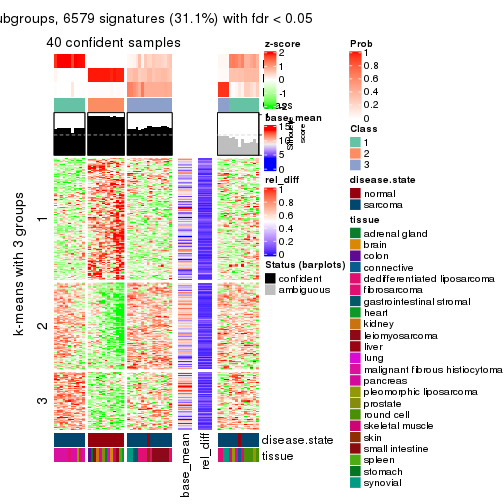 ubgroups, 6579 signatures (31.1%) with fdr < 0.05
40 confident samples
k-means with 3 groups
1
2
3
base_mean
rel_diff
disease.state
tissue
z-score
2
1
0
-1
-2
base_mean
15
10
5
0
score
rel_diff
1
0.8
0.6
0.4
0.2
0
Status (barplots)
confident
ambiguous
Prob
1
0.8
0.6
0.4
0.2
0
Class
1
2
3
disease.state
normal
sarcoma
tissue
adrenal gland
brain
colon
connective
dedifferentiated liposarcoma
fibrosarcoma
gastrointestinal stromal
heart
kidney
leiomyosarcoma
liver
lung
malignant fibrous histiocytoma
pancreas
pleomorphic liposarcoma
prostate
round cell
skeletal muscle
skin
small intestine
spleen
stomach
synovial